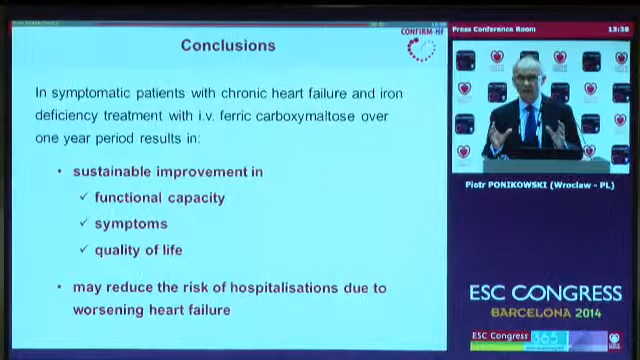 CONFIRM-HF
Conclusions
In symptomatic patients with chronic heart failure and iron
deficiency treatment with i.v. ferric carboxymaltose over
one year period results in:
• sustainable improvement in
✓ functional capacity
✓ symptoms
✓ quality of life
• may reduce the risk of hospitalisations due to
worsening heart failure
Press Conference Room
Piotr PONIKOWSKI (Wroclaw - PL)
ESC CONGRESS
BARCELONA 2014
ESC Congress
365